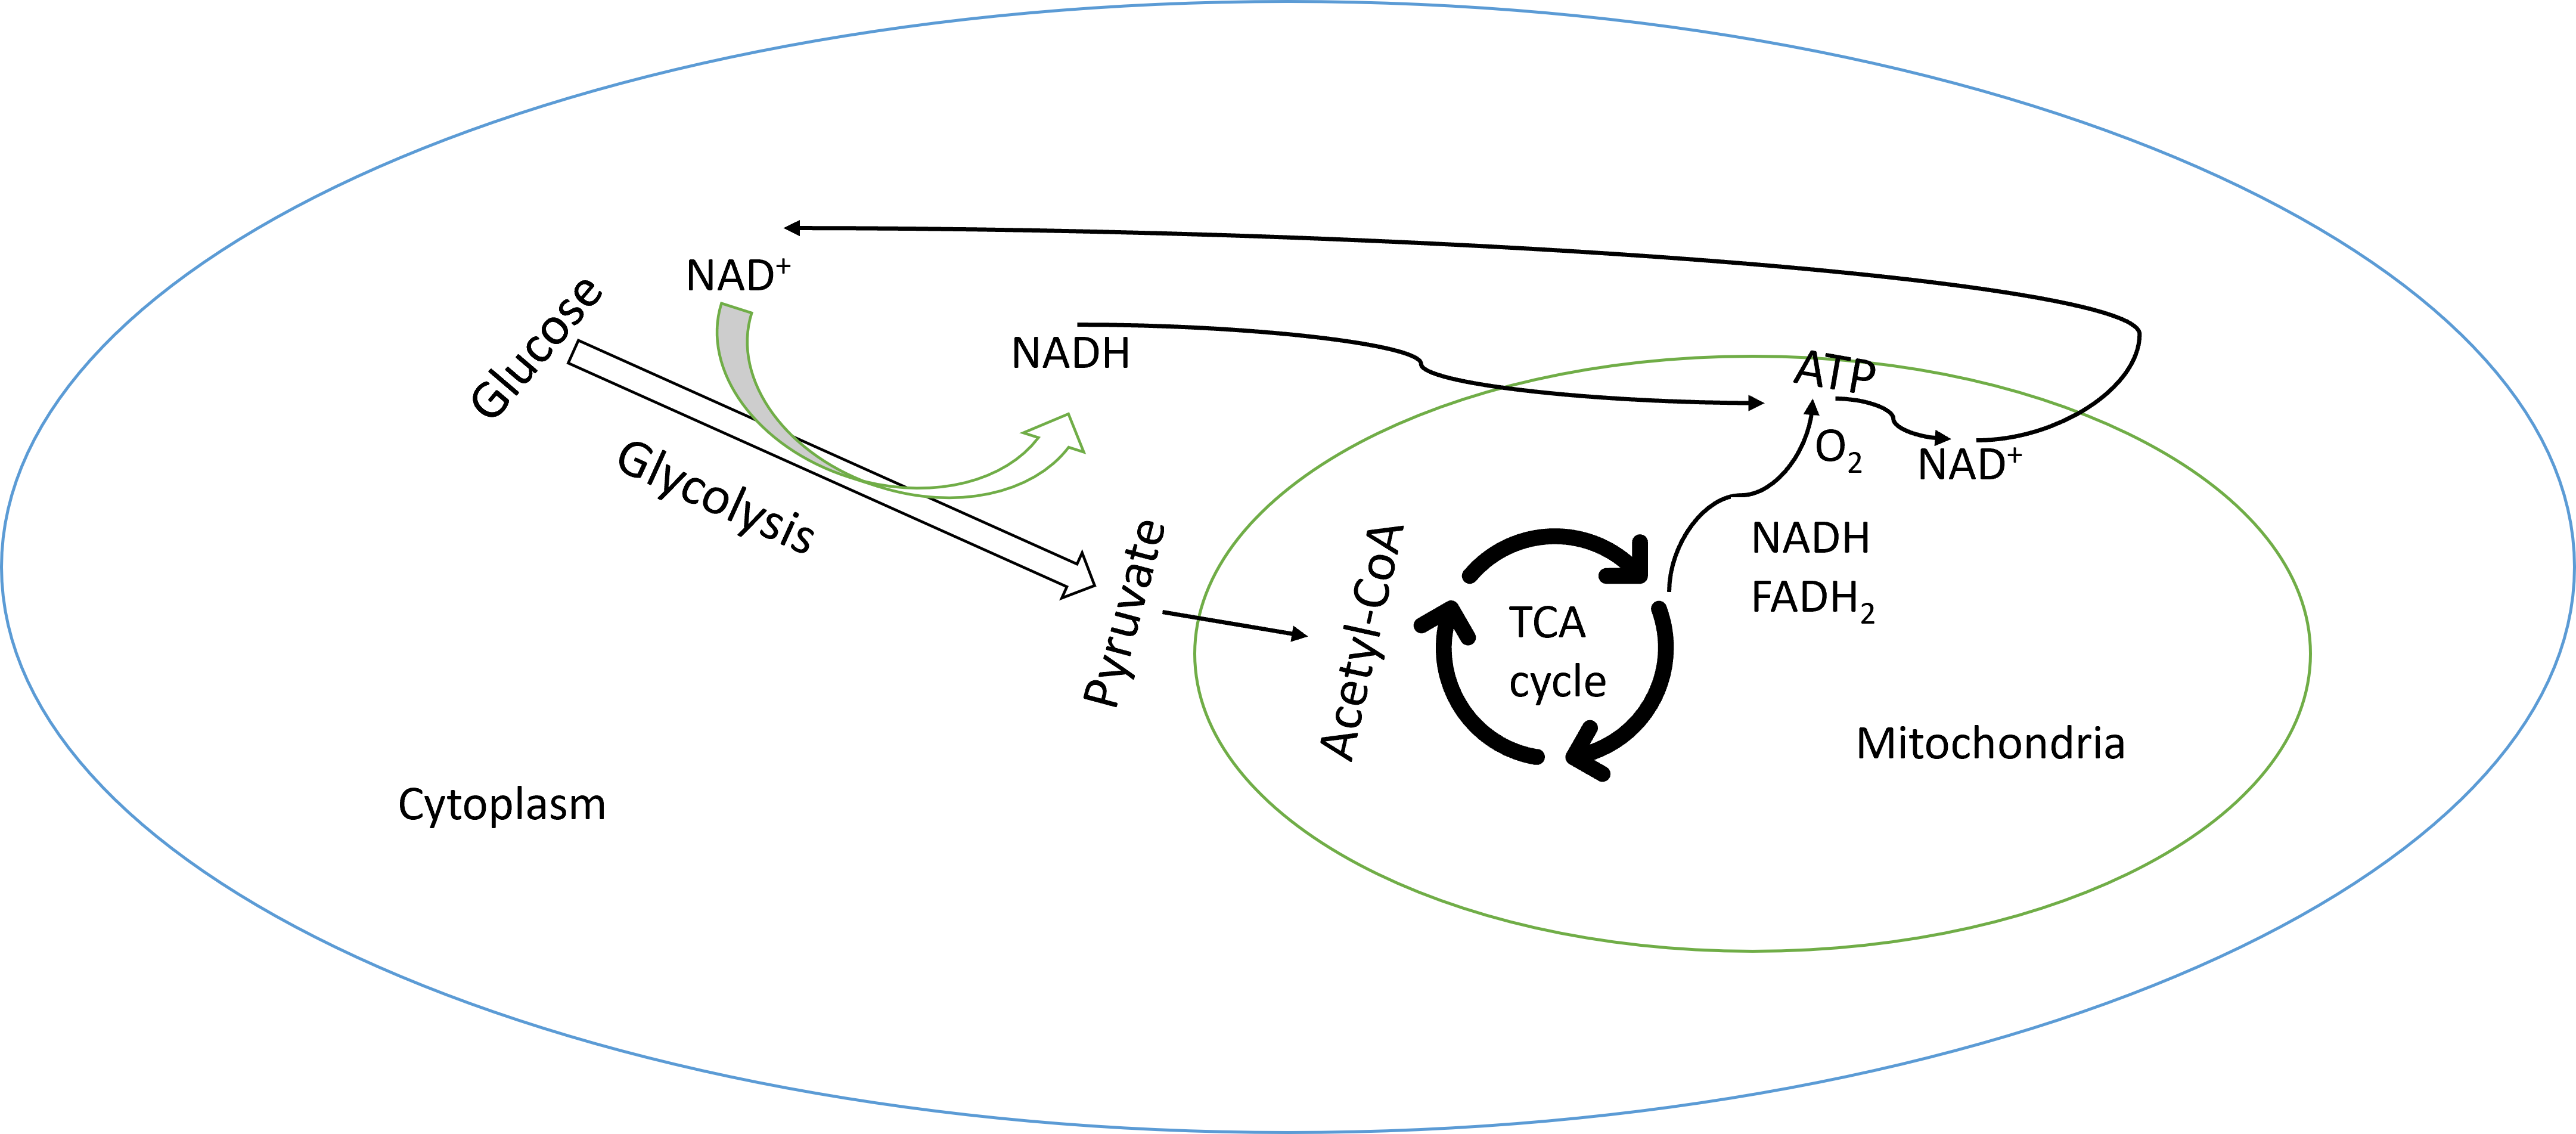 NAD⁺
Glucose
NADH
Glycolysis
Pyruvate
ATP
O₂
NAD⁺
NADH
FADH₂
Acetyl-CoA
TCA
cycle
Mitochondria
Cytoplasm